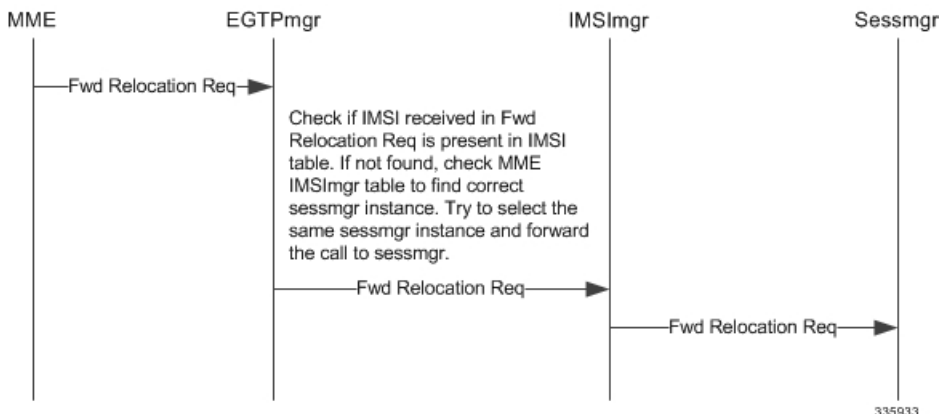 MME EGTPmgr IMSImgr Sessmgr
Fwd Relocation Req
Check if IMSI received in Fwd
Relocation Req is present in IMSI
table. If not found, check MME
IMSImgr table to find correct
sessmgr instance. Try to select the
same sessmgr instance and forward
the call to sessmgr.
Fwd Relocation Req
Fwd Relocation Req
335933